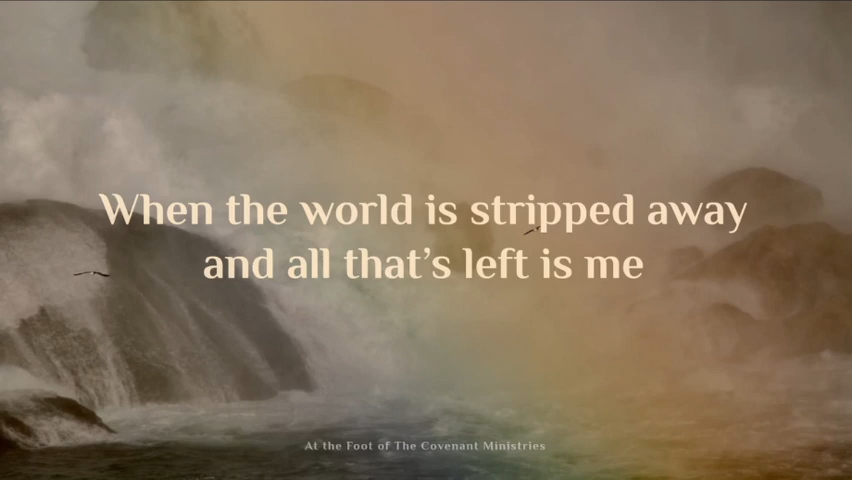 When the world is stripped away
and all that’s left is me
At the Foot of The Covenant Ministries